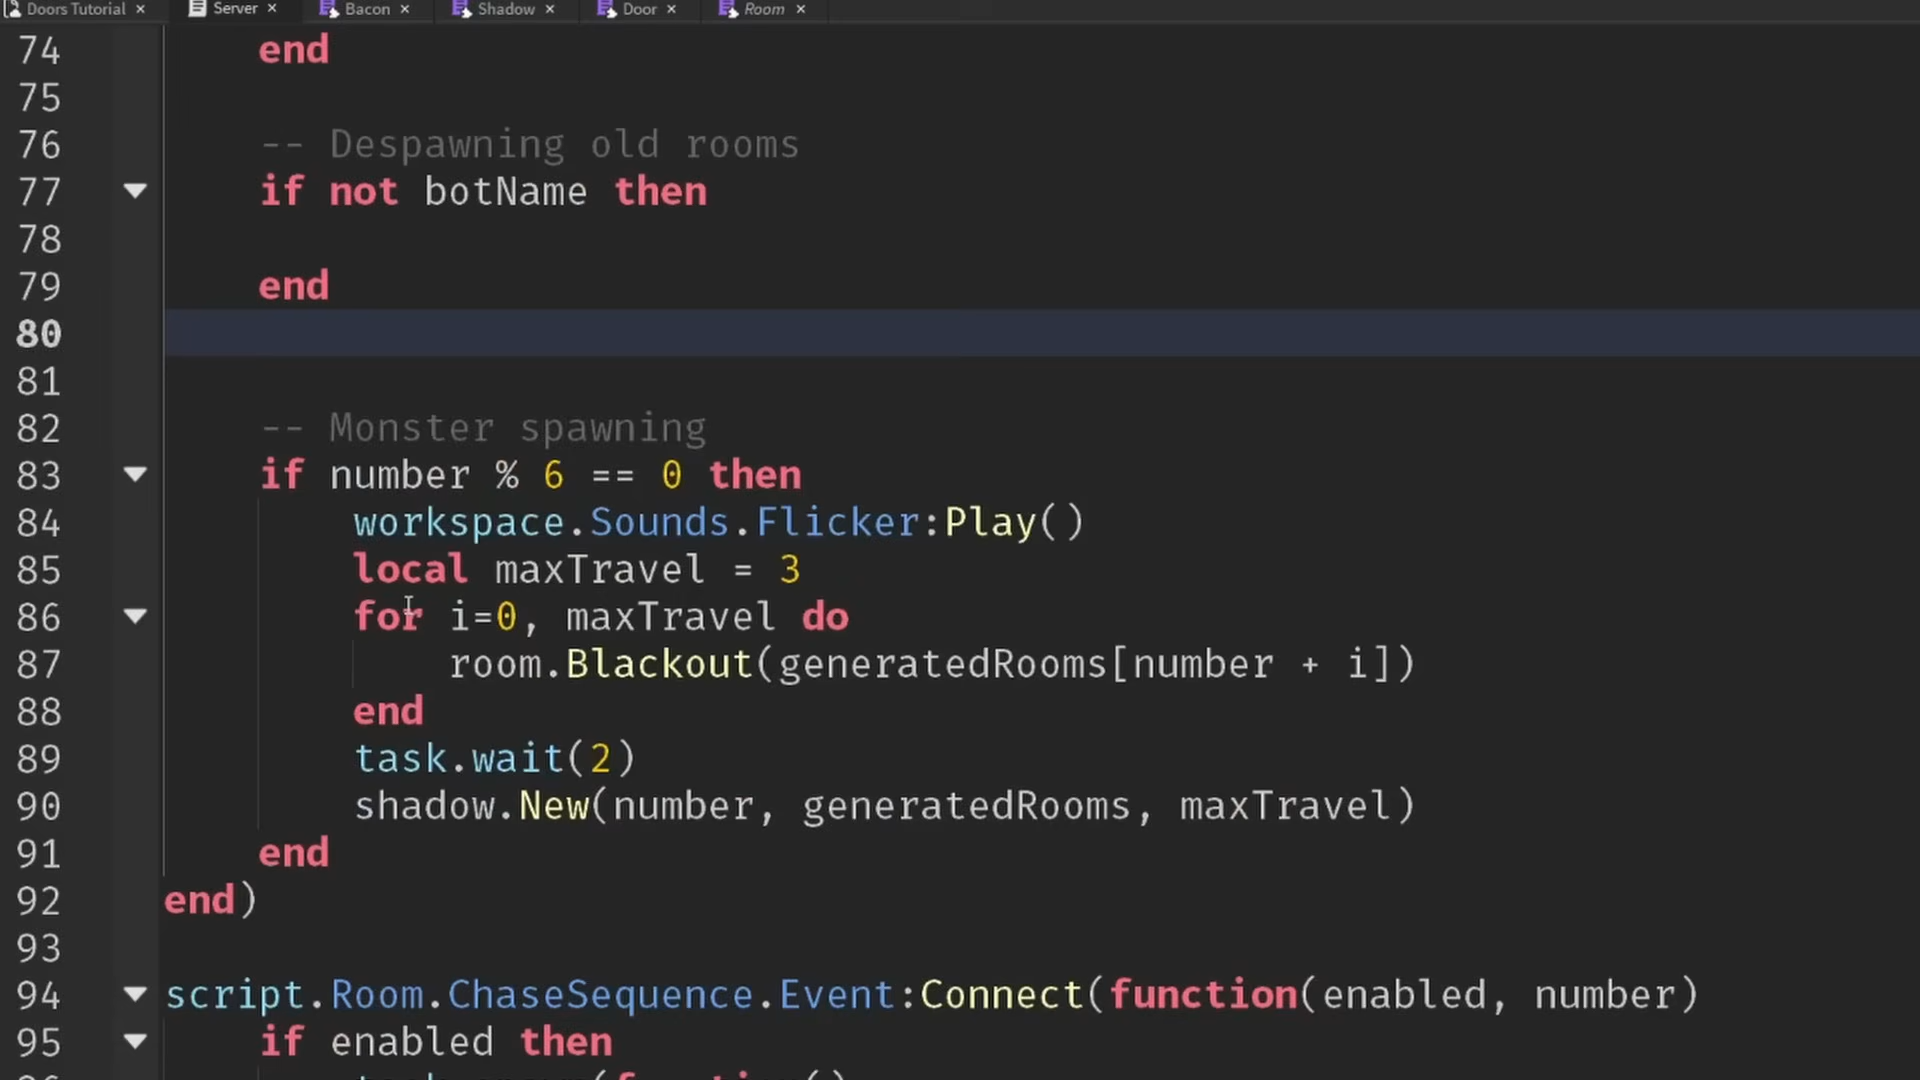 Doors Tutorial × Server × Bacon × Shadow × Door × Room ×
74 end
75
76 -- Despawning old rooms
77 if not botName then
78
79 end
80
81
82 -- Monster spawning
83 if number % 6 == 0 then
84 workspace.Sounds.Flicker:Play()
85 local maxTravel = 3
86 for i=0, maxTravel do
87 room.Blackout(generatedRooms[number + i])
88 end
89 task.wait(2)
90 shadow.New(number, generatedRooms, maxTravel)
91 end
92 end)
93
94 script.Room.ChaseSequence.Event:Connect(function(enabled, number)
95 if enabled then